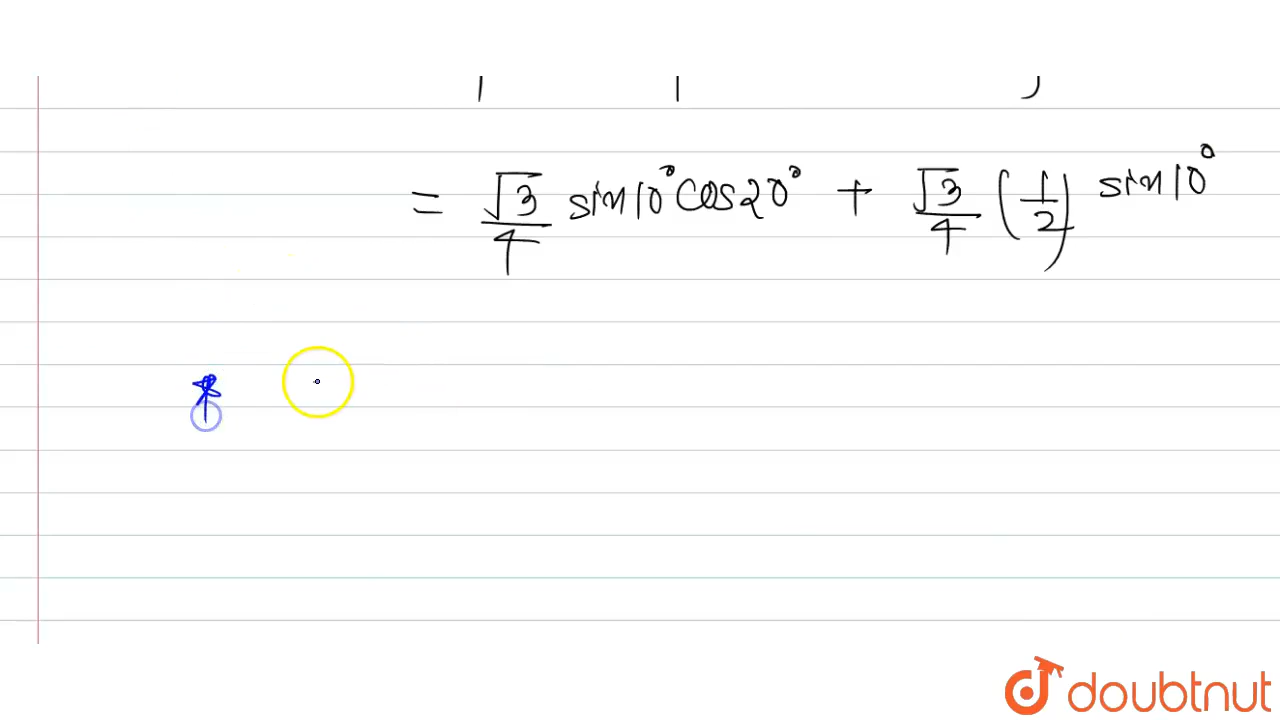 = √3/4 sin10° cos20° + √3/4 (1/2) sin10°
*
doubtnut